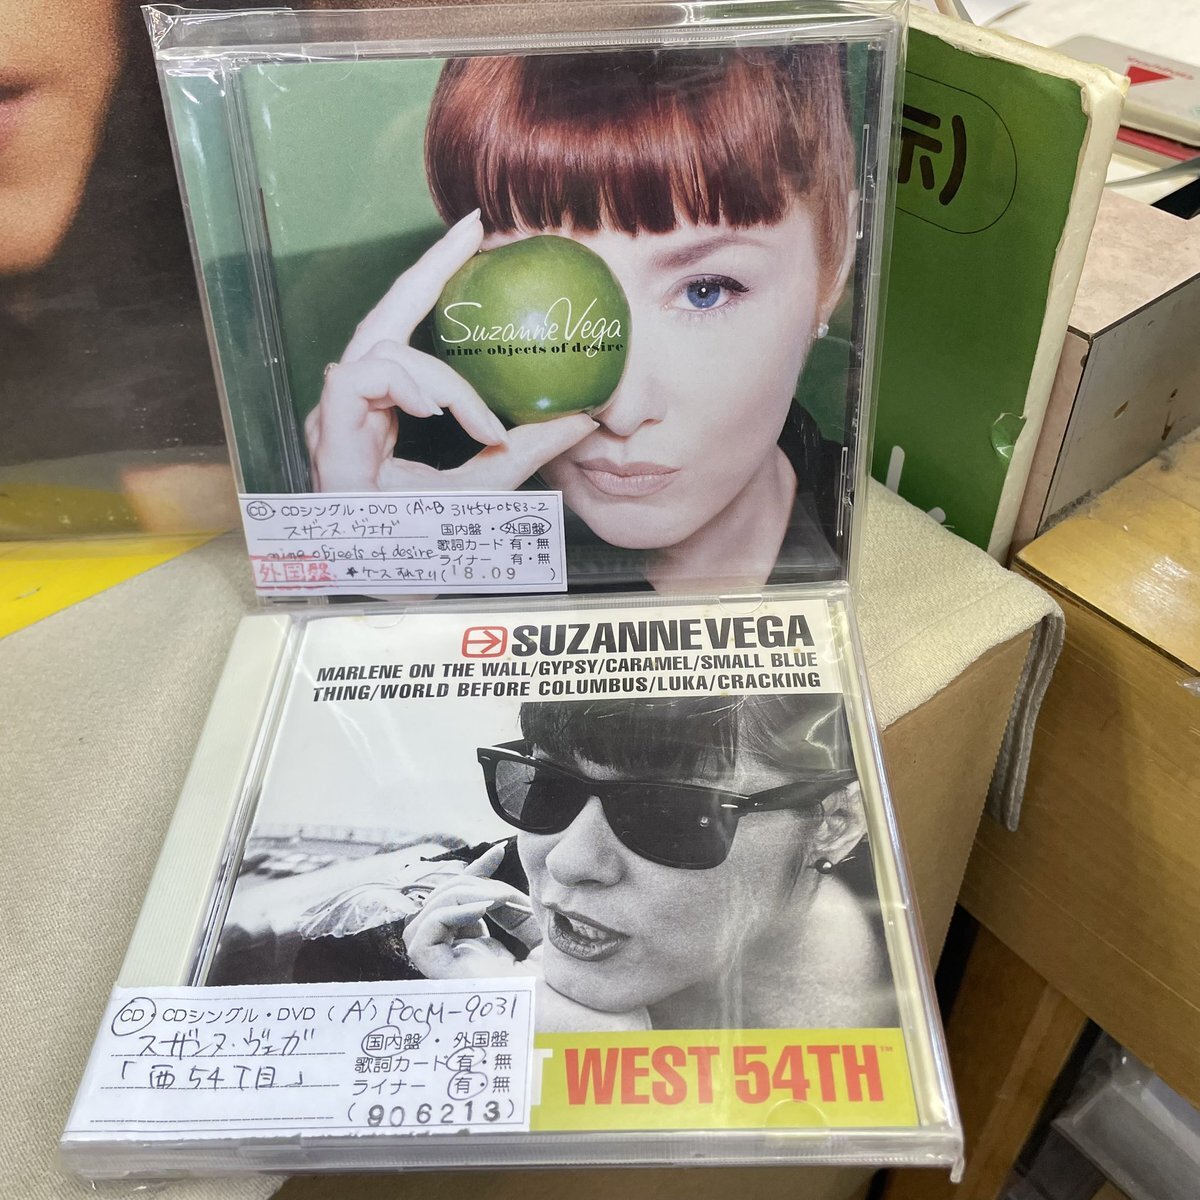 Suzanne Vega
nine objects of desire
CD・CDシングル・DVD (A'~B 314540583-2
スザンヌ・ヴェガ
国内盤・外国盤
nine objects of desire
歌詞カード 有・無
ライナー 有・無
外国盤 *ケースすれアリ (18.09 )
SUZANNE VEGA
MARLENE ON THE WALL/GYPSY/CARAMEL/SMALL BLUE
THING/WORLD BEFORE COLUMBUS/LUKA/CRACKING
CD・CDシングル・DVD (A') POCM-9031
スザンヌ・ヴェガ
国内盤・外国盤
「西54丁目」
歌詞カード 有・無
ライナー 有・無
(906213)
T WEST 54TH™